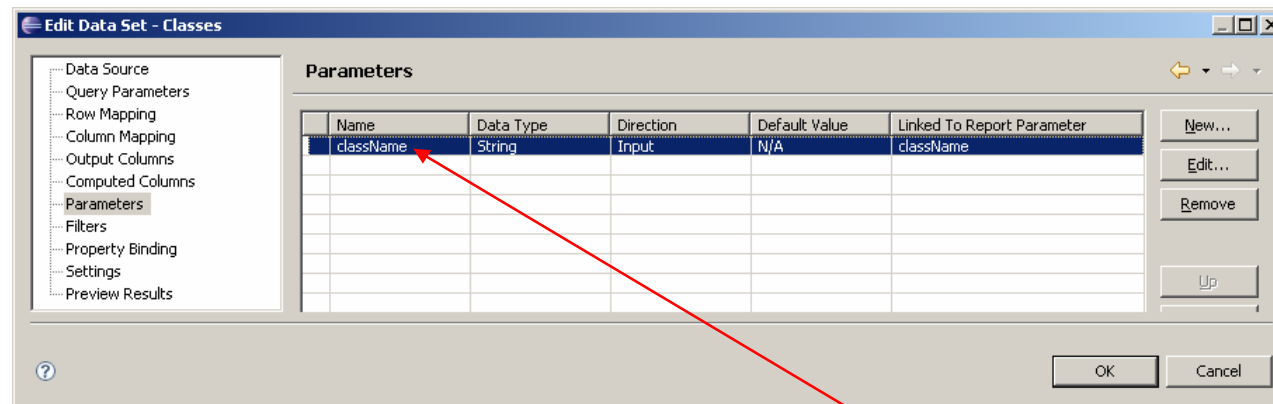 Edit Data Set - Classes
Data Source
Query Parameters
Row Mapping
Column Mapping
Output Columns
Computed Columns
Parameters
Filters
Property Binding
Settings
Preview Results
Parameters
Name Data Type Direction Default Value Linked To Report Parameter
className String Input N/A className
New...
Edit...
Remove
Up
?
OK Cancel